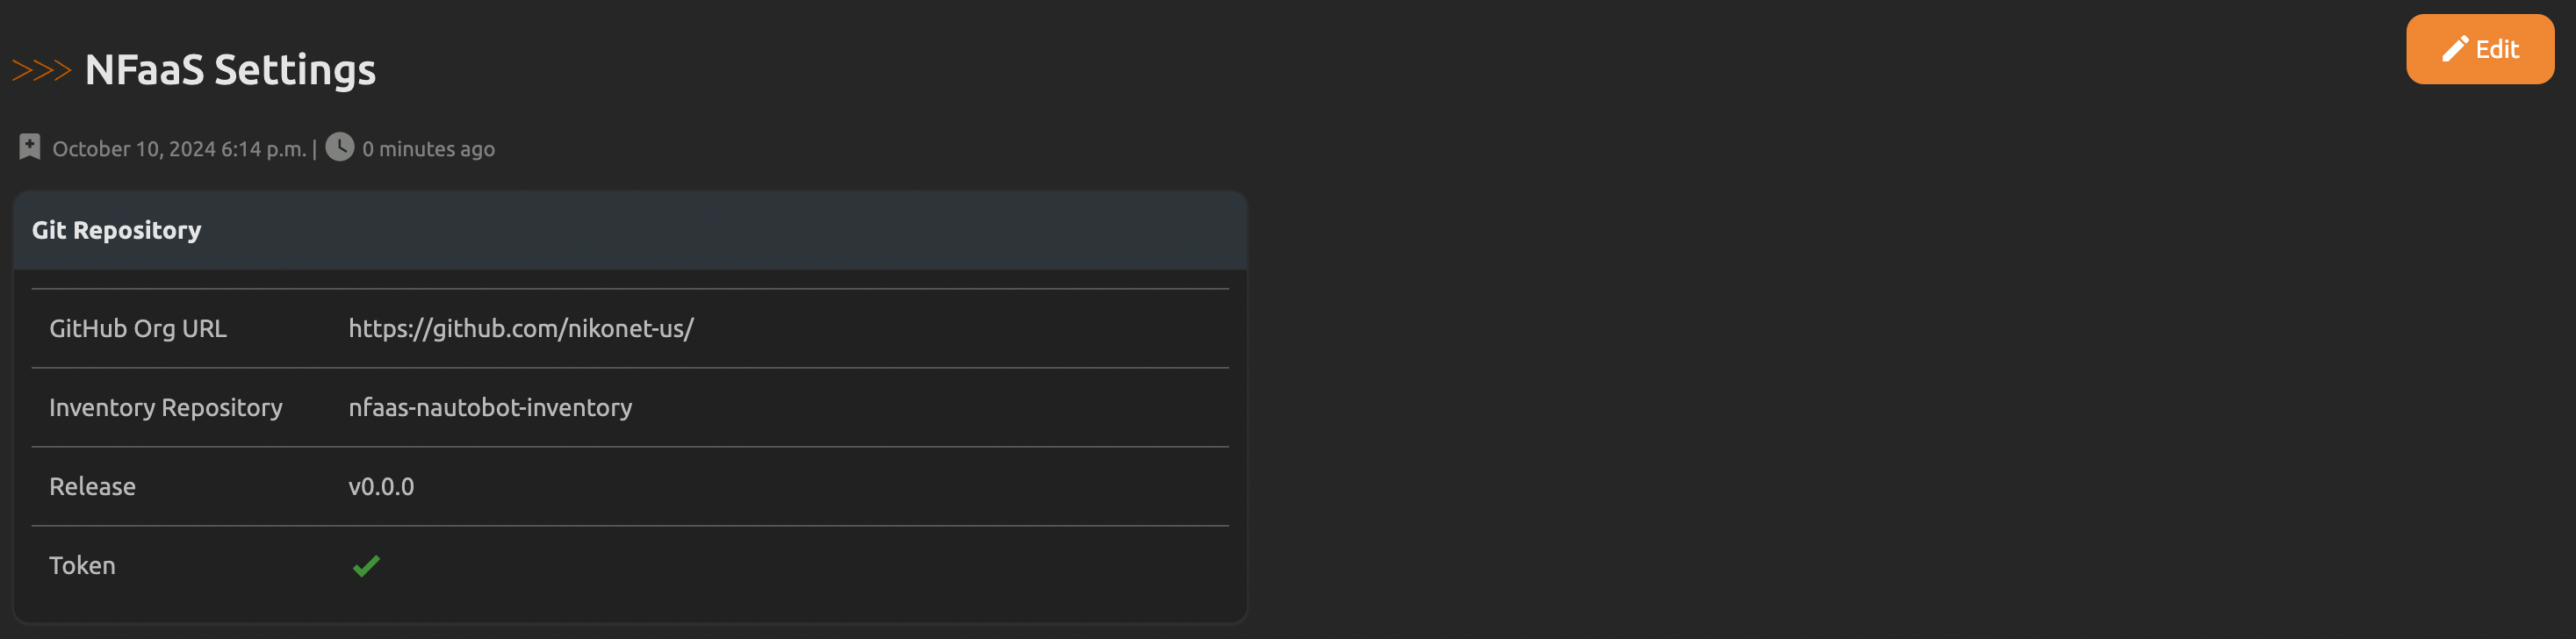 >>> NFaaS Settings
Edit
October 10, 2024 6:14 p.m. | 0 minutes ago
Git Repository
GitHub Org URL https://github.com/nikonet-us/
Inventory Repository nfaas-nautobot-inventory
Release v0.0.0
Token